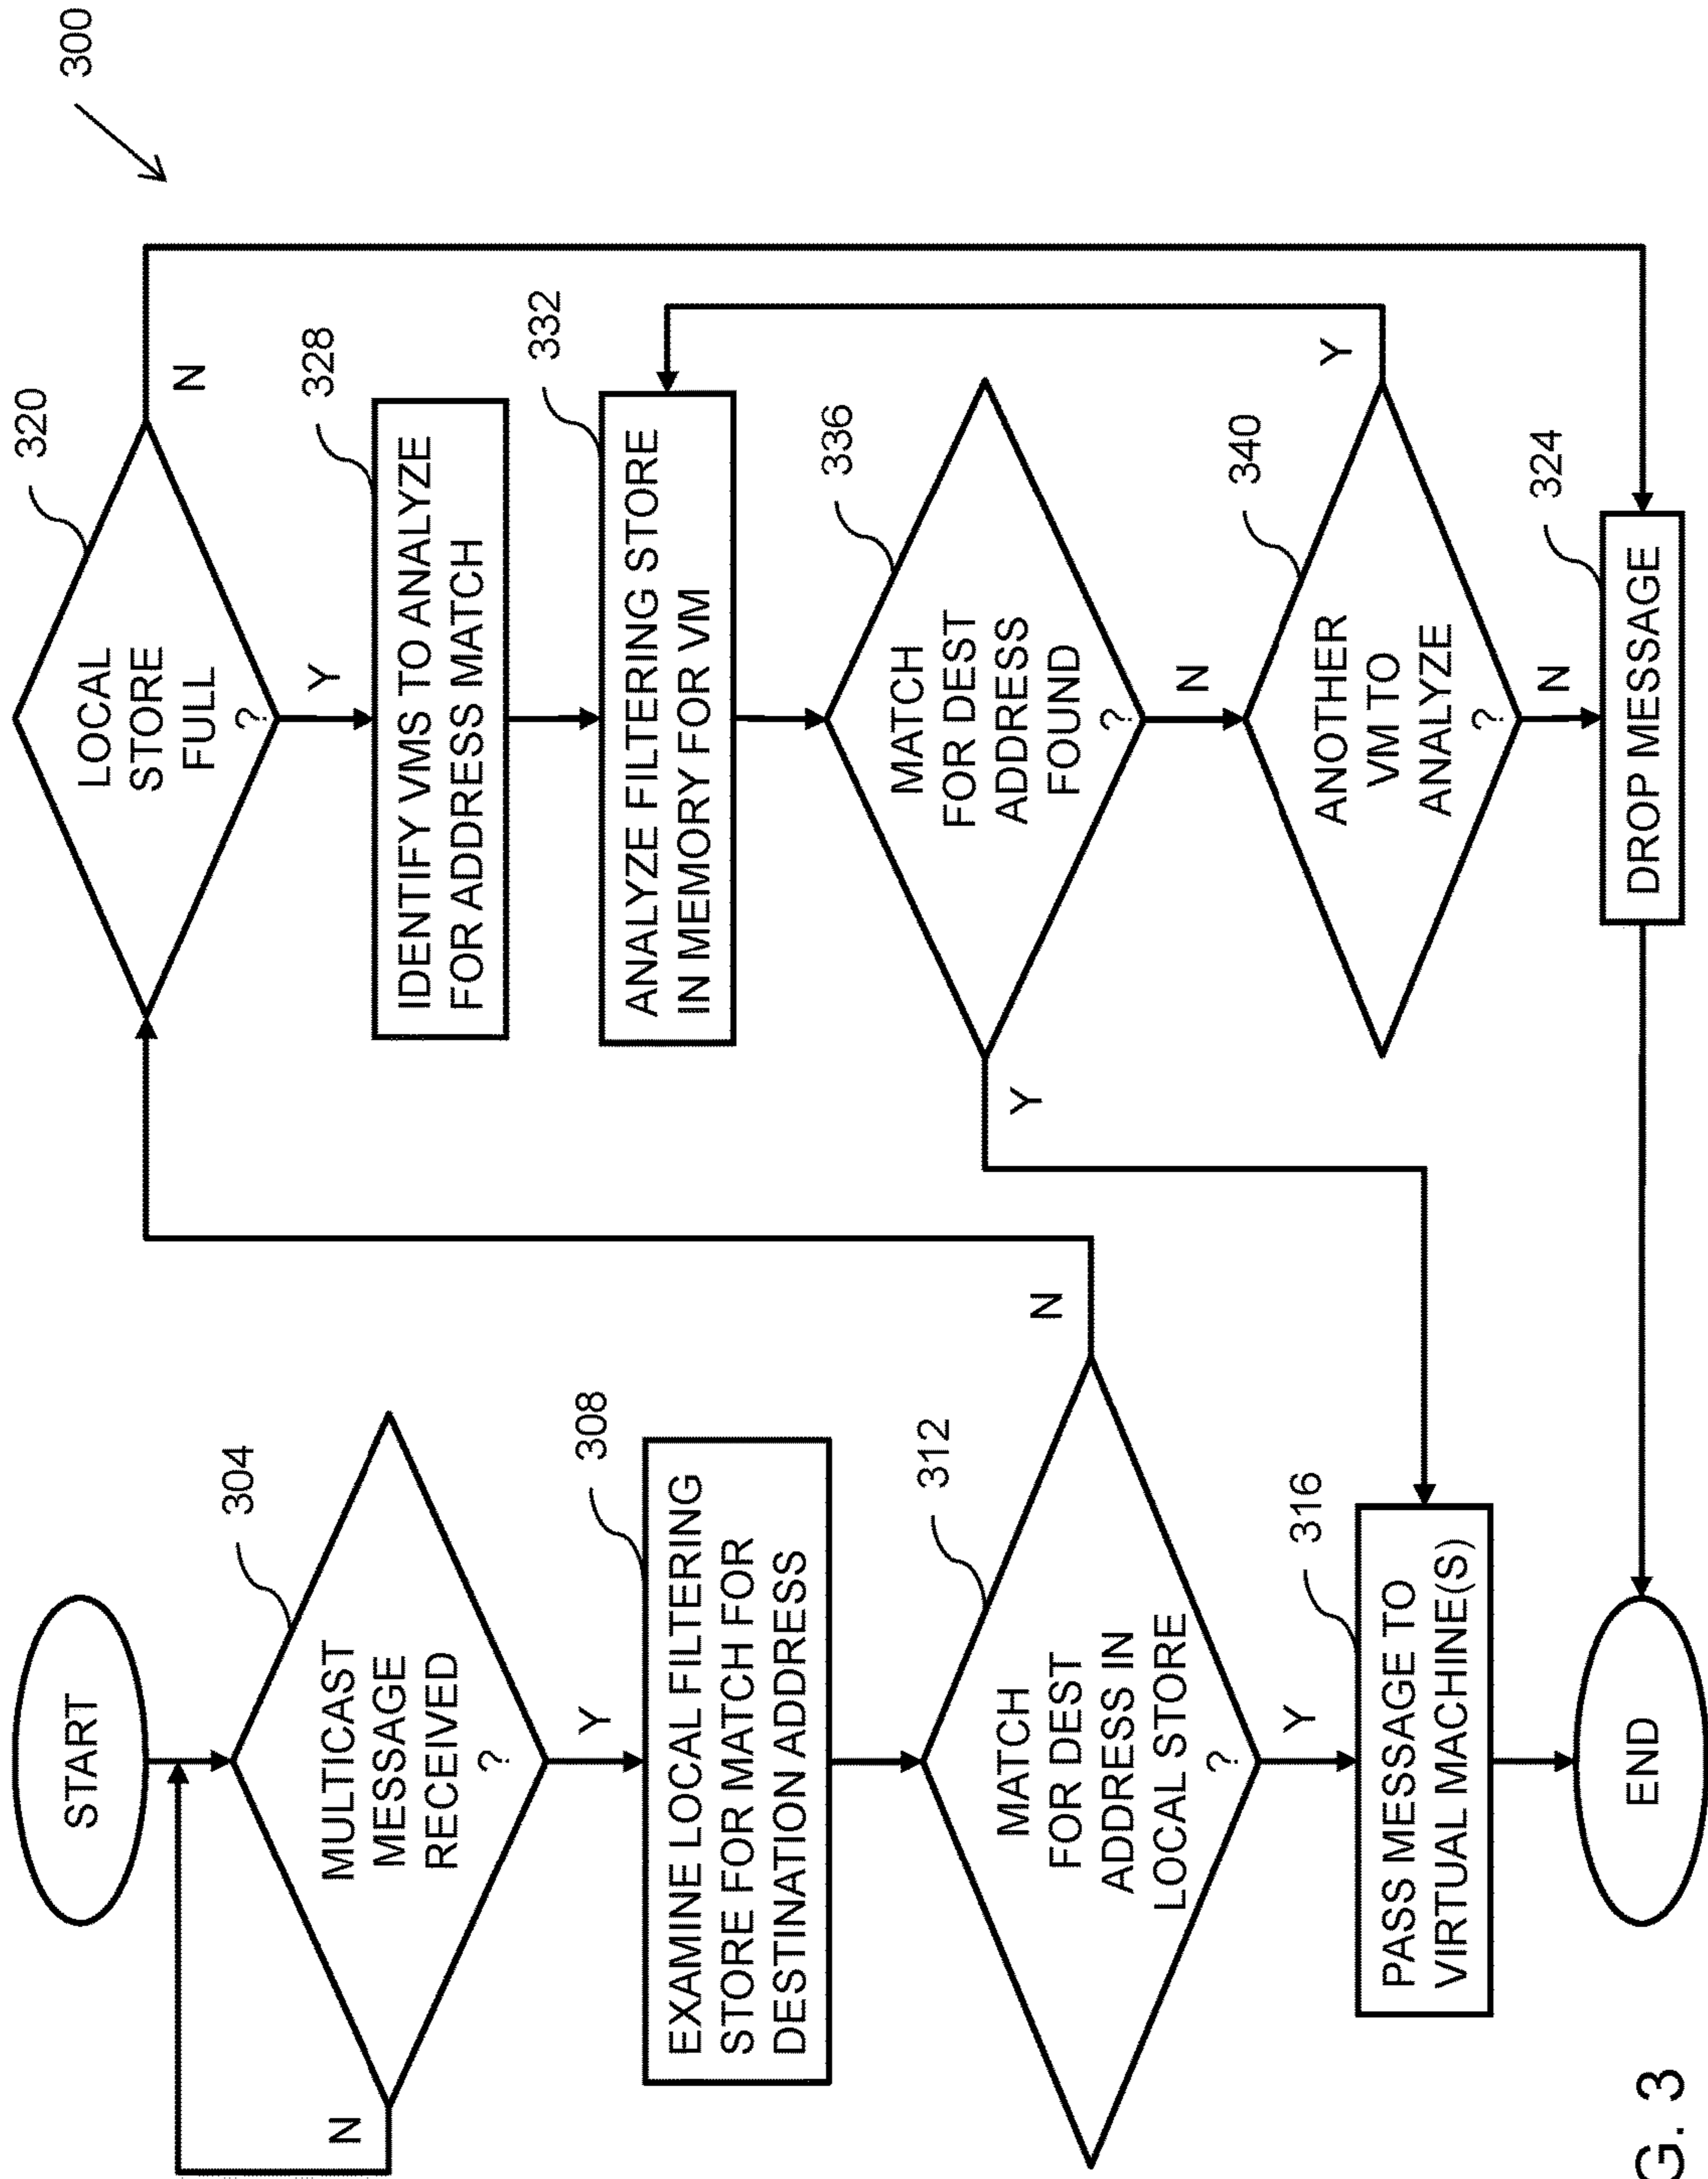 300
START
304
N
MULTICAST
MESSAGE
RECEIVED
?
Y
308
EXAMINE LOCAL FILTERING
STORE FOR MATCH FOR
DESTINATION ADDRESS
312
MATCH
FOR DEST
ADDRESS IN
LOCAL STORE
?
N
Y
316
PASS MESSAGE TO
VIRTUAL MACHINE(S)
END
320
LOCAL
STORE
FULL
?
N
Y
328
IDENTIFY VMS TO ANALYZE
FOR ADDRESS MATCH
332
ANALYZE FILTERING STORE
IN MEMORY FOR VM
336
MATCH
FOR DEST
ADDRESS
FOUND
?
Y
N
340
ANOTHER
VM TO
ANALYZE
?
Y
N
324
DROP MESSAGE
G. 3